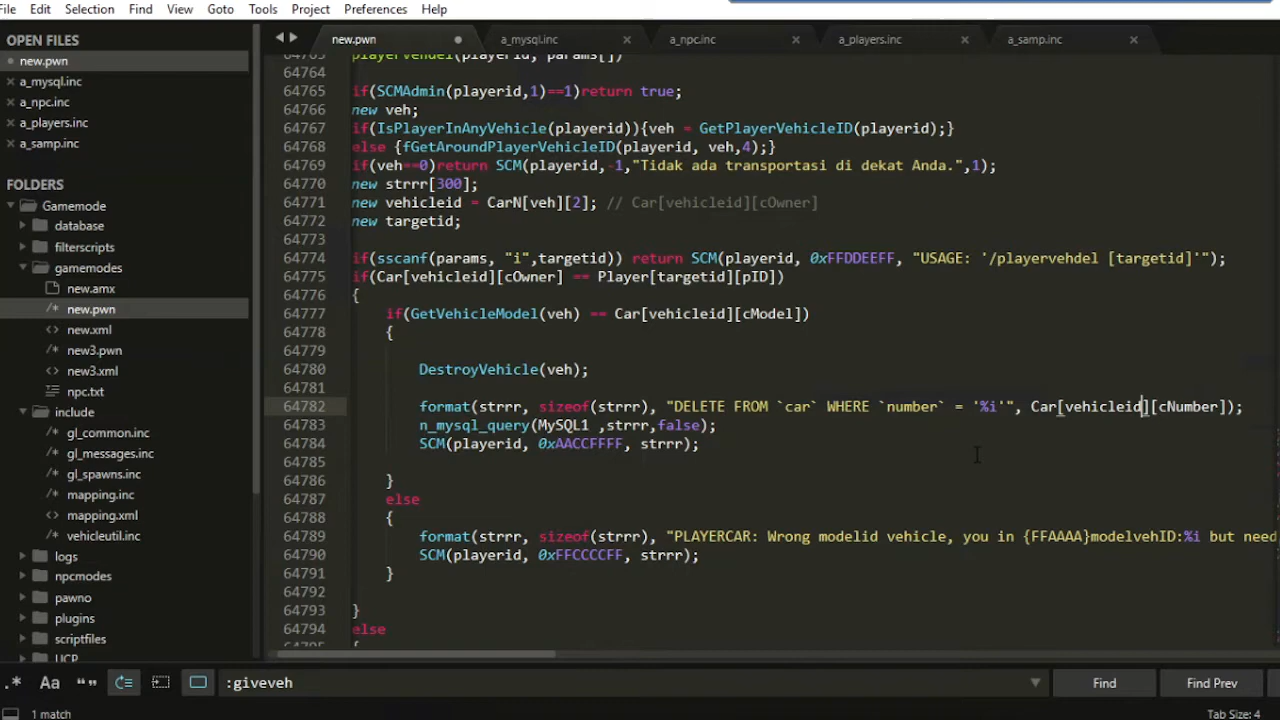 File Edit Selection Find View Goto Tools Project Preferences Help
OPEN FILES
new.pwn
a_mysql.inc
a_npc.inc
a_players.inc
a_samp.inc
FOLDERS
Gamemode
database
filterscripts
gamemodes
new.amx
new.pwn
new.xml
new3.pwn
new3.xml
npc.txt
include
gl_common.inc
gl_messages.inc
gl_spawns.inc
mapping.inc
mapping.xml
vehicleutil.inc
logs
npcmodes
pawno
plugins
scriptfiles
UCP
new.pwn a_mysql.inc a_npc.inc a_players.inc a_samp.inc
64763 playervehdel(playerid, params[])
64764
64765 if(SCMAdmin(playerid,1)==1)return true;
64766 new veh;
64767 if(IsPlayerInAnyVehicle(playerid)){veh = GetPlayerVehicleID(playerid);}
64768 else {fGetAroundPlayerVehicleID(playerid, veh,4);}
64769 if(veh==0)return SCM(playerid,-1,"Tidak ada transportasi di dekat Anda.",1);
64770 new strrr[300];
64771 new vehicleid = CarN[veh][2]; // Car[vehicleid][cOwner]
64772 new targetid;
64773
64774 if(sscanf(params, "i",targetid)) return SCM(playerid, 0xFFDDEEFF, "USAGE: '/playervehdel [targetid]'");
64775 if(Car[vehicleid][cOwner] == Player[targetid][pID])
64776 {
64777 if(GetVehicleModel(veh) == Car[vehicleid][cModel])
64778 {
64779
64780 DestroyVehicle(veh);
64781
64782 format(strrr, sizeof(strrr), "DELETE FROM `car` WHERE `number` = '%i'", Car[vehicleid][cNumber]);
64783 n_mysql_query(MySQL1 ,strrr,false);
64784 SCM(playerid, 0xAACCFFFF, strrr);
64785
64786 }
64787 else
64788 {
64789 format(strrr, sizeof(strrr), "PLAYERCAR: Wrong modelid vehicle, you in {FFAAAA}modelvehID:%i but need
64790 SCM(playerid, 0xFFCCCCFF, strrr);
64791 }
64792
64793 }
64794 else
64795 {
.* Aa “” :giveveh Find Find Prev
1 match Tab Size: 4